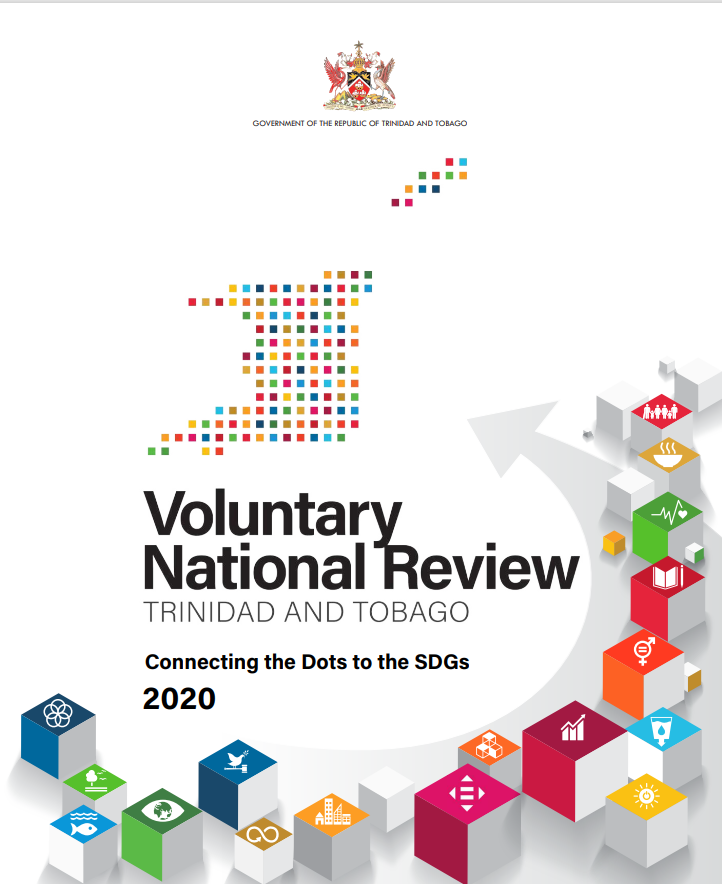 GOVERNMENT OF THE REPUBLIC OF TRINIDAD AND TOBAGO
Voluntary
National Review
TRINIDAD AND TOBAGO
Connecting the Dots to the SDGs
2020